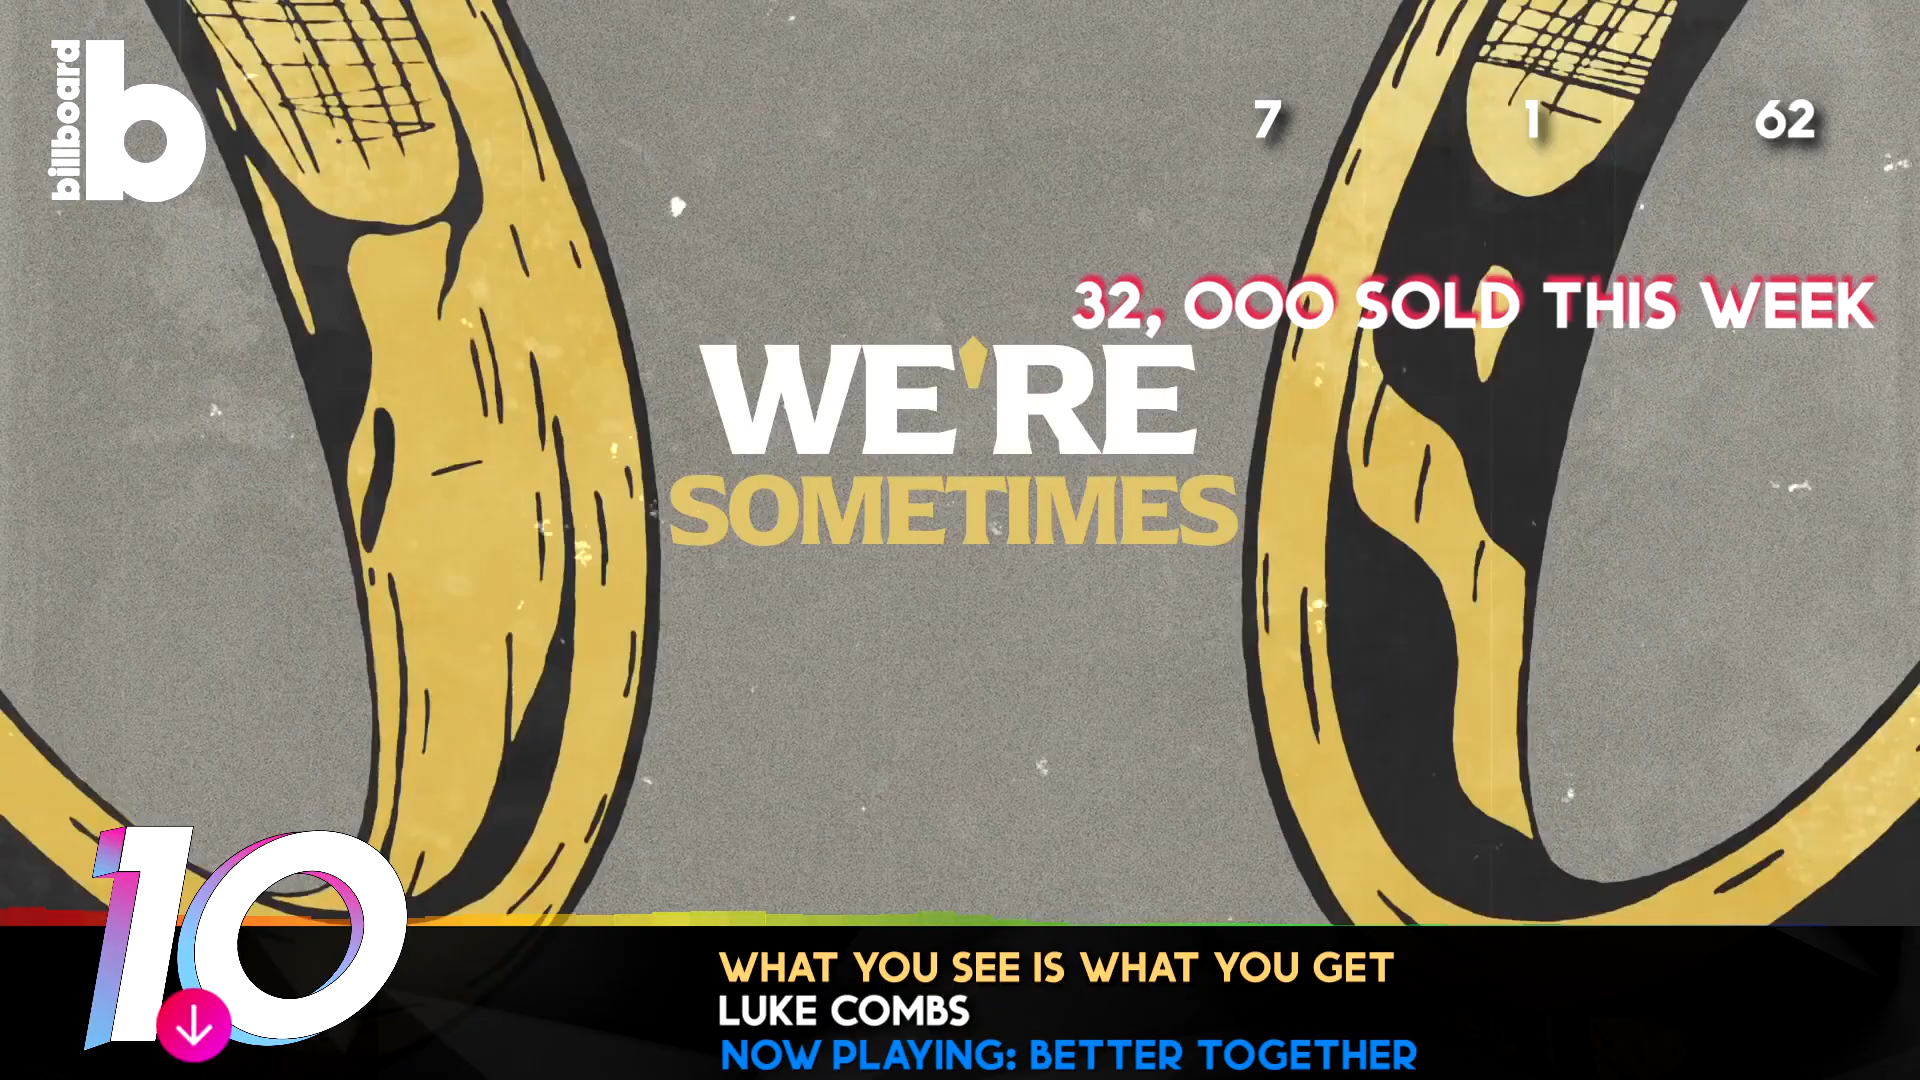 billboard
b
7 1 62
32, 000 SOLD THIS WEEK
WE'RE
SOMETIMES
10
WHAT YOU SEE IS WHAT YOU GET
LUKE COMBS
NOW PLAYING: BETTER TOGETHER